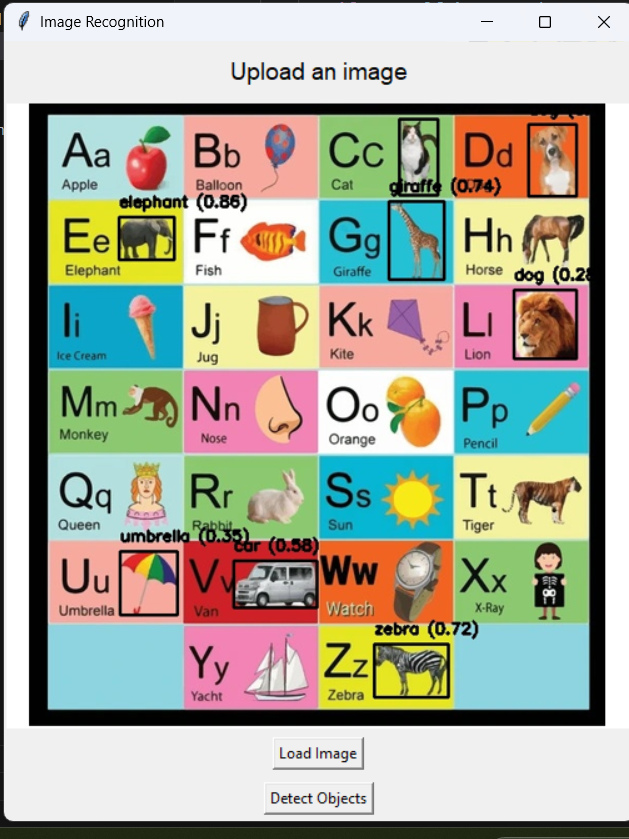 Image Recognition
Upload an image
Aa Bb Cc Dd
Apple Balloon Cat
giraffe (0.74)
elephant (0.86)
Ee Ff Gg Hh
Elephant Fish Giraffe Horse
dog (0.28
Ii Jj Kk Ll
Ice Cream Jug Kite Lion
Mm Nn Oo Pp
Monkey Nose Orange Pencil
Qq Rr Ss Tt
Queen Rabbit Sun Tiger
umbrella (0.35)
car (0.58)
Uu Vv Ww Xx
Umbrella Van Watch X-Ray
zebra (0.72)
Yy Zz
Yacht Zebra
Load Image
Detect Objects